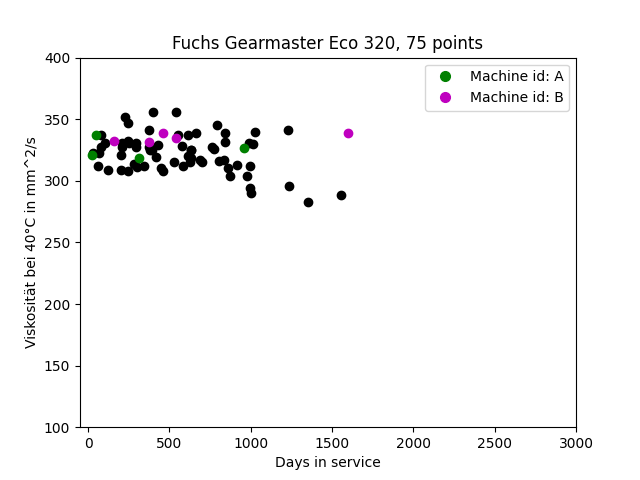 Fuchs Gearmaster Eco 320, 75 points
Machine id: A
Machine id: B
Viskosität bei 40°C in mm^2/s
400
350
300
250
200
150
100
0 500 1000 1500 2000 2500 3000
Days in service